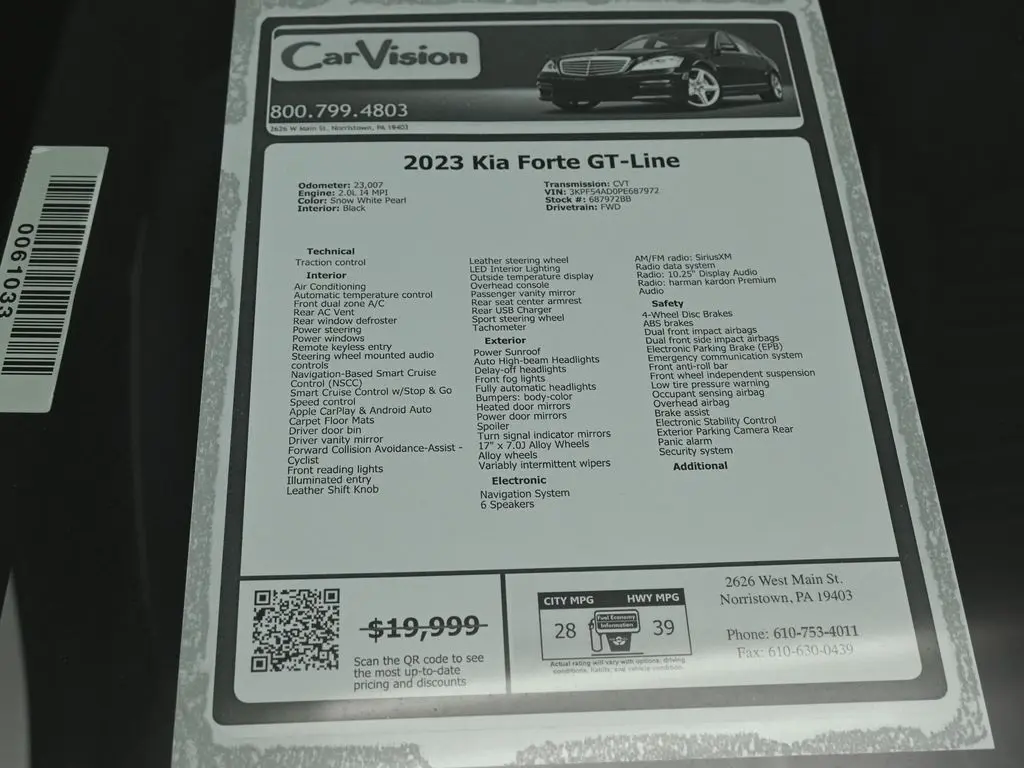 CarVision
800.799.4803
2626 W Main St. Norristown, PA 19403
2023 Kia Forte GT-Line
Odometer: 23,007
Engine: 2.0L I4 MPI
Color: Snow White Pearl
Interior: Black
Transmission: CVT
VIN: 3KPF54AD0PE687972
Stock #: 687972BB
Drivetrain: FWD
Technical
Traction control
Interior
Air Conditioning
Automatic temperature control
Front dual zone A/C
Rear AC Vent
Rear window defroster
Power steering
Power windows
Remote keyless entry
Steering wheel mounted audio
controls
Navigation-Based Smart Cruise
Control (NSCC)
Smart Cruise Control w/Stop & Go
Speed control
Apple CarPlay & Android Auto
Carpet Floor Mats
Driver door bin
Driver vanity mirror
Forward Collision Avoidance-Assist -
Cyclist
Front reading lights
Illuminated entry
Leather Shift Knob
Leather steering wheel
LED Interior Lighting
Outside temperature display
Overhead console
Passenger vanity mirror
Rear seat center armrest
Rear USB Charger
Sport steering wheel
Tachometer
Exterior
Power Sunroof
Auto High-beam Headlights
Delay-off headlights
Front fog lights
Fully automatic headlights
Bumpers: body-color
Heated door mirrors
Power door mirrors
Spoiler
Turn signal indicator mirrors
17" x 7.0J Alloy Wheels
Alloy wheels
Variably intermittent wipers
Electronic
Navigation System
6 Speakers
AM/FM radio: SiriusXM
Radio data system
Radio: 10.25" Display Audio
Radio: harman kardon Premium
Audio
Safety
4-Wheel Disc Brakes
ABS brakes
Dual front impact airbags
Dual front side impact airbags
Electronic Parking Brake (EPB)
Emergency communication system
Front anti-roll bar
Front wheel independent suspension
Low tire pressure warning
Occupant sensing airbag
Overhead airbag
Brake assist
Electronic Stability Control
Exterior Parking Camera Rear
Panic alarm
Security system
Additional
$19,999
Scan the QR code to see
the most up-to-date
pricing and discounts
CITY MPG
HWY MPG
Fuel Economy
Information
28
39
Actual rating will vary with options, driving
conditions, habits, and vehicle condition.
2626 West Main St.
Norristown, PA 19403
Phone: 610-753-4011
Fax: 610-630-0439
0061033